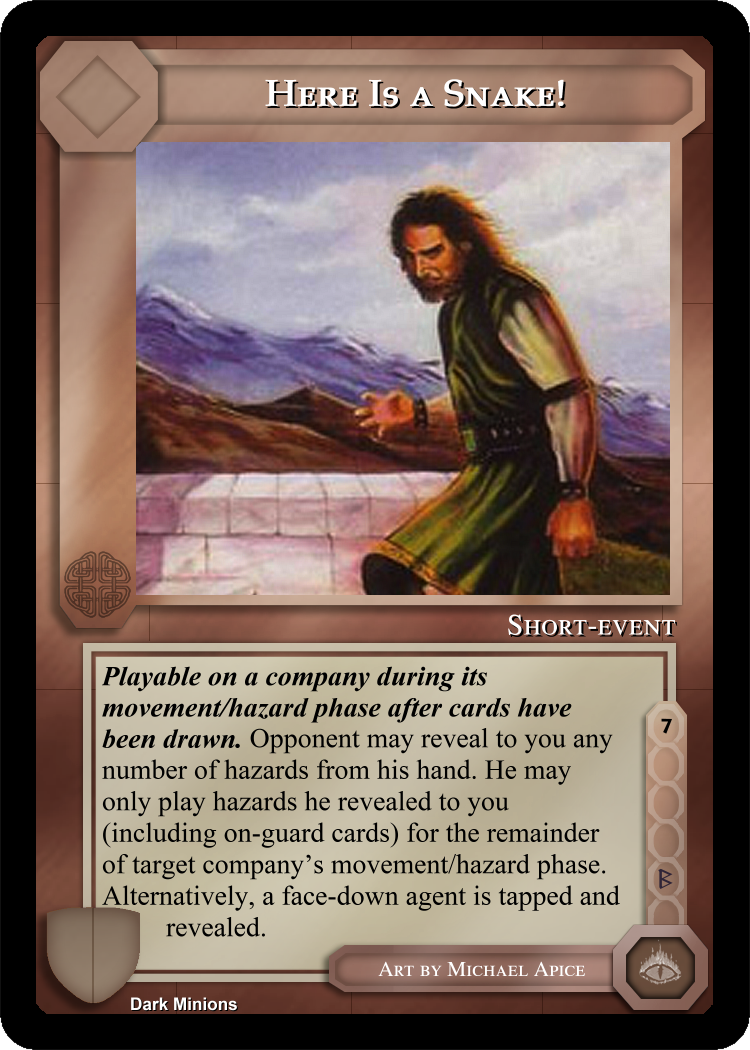 Here Is a Snake!
Short-event
Playable on a company during its
movement/hazard phase after cards have
been drawn. Opponent may reveal to you any
number of hazards from his hand. He may
only play hazards he revealed to you
(including on-guard cards) for the remainder
of target company's movement/hazard phase.
Alternatively, a face-down agent is tapped and
revealed.
7
ᛒ
Art by Michael Apice
Dark Minions